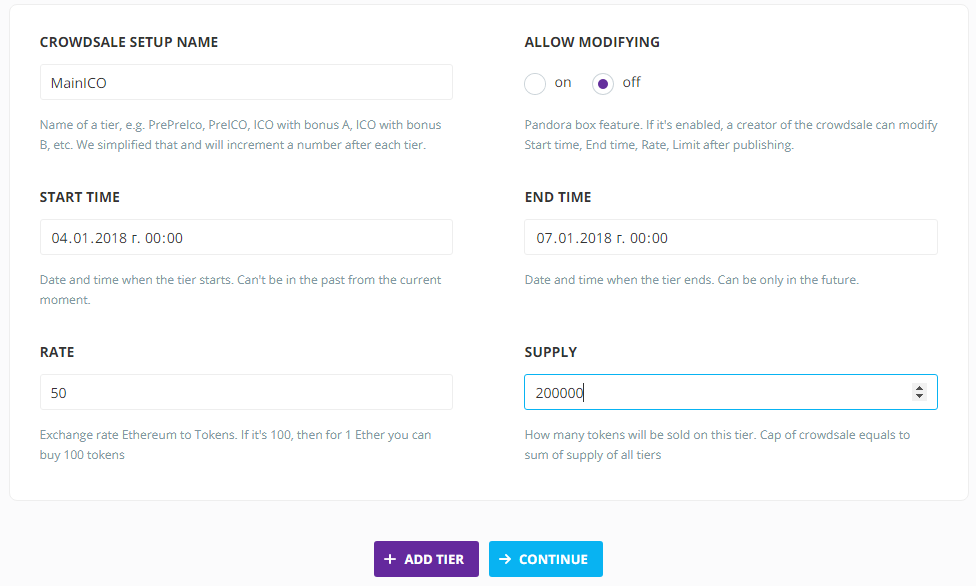 CROWDSALE SETUP NAME
MainICO
Name of a tier, e.g. PrePreIco, PreICO, ICO with bonus A, ICO with bonus
B, etc. We simplified that and will increment a number after each tier.
ALLOW MODIFYING
on off
Pandora box feature. If it's enabled, a creator of the crowdsale can modify
Start time, End time, Rate, Limit after publishing.
START TIME
04.01.2018 г. 00:00
Date and time when the tier starts. Can't be in the past from the current
moment.
END TIME
07.01.2018 г. 00:00
Date and time when the tier ends. Can be only in the future.
RATE
50
Exchange rate Ethereum to Tokens. If it's 100, then for 1 Ether you can
buy 100 tokens
SUPPLY
200000
How many tokens will be sold on this tier. Cap of crowdsale equals to
sum of supply of all tiers
ADD TIER
CONTINUE